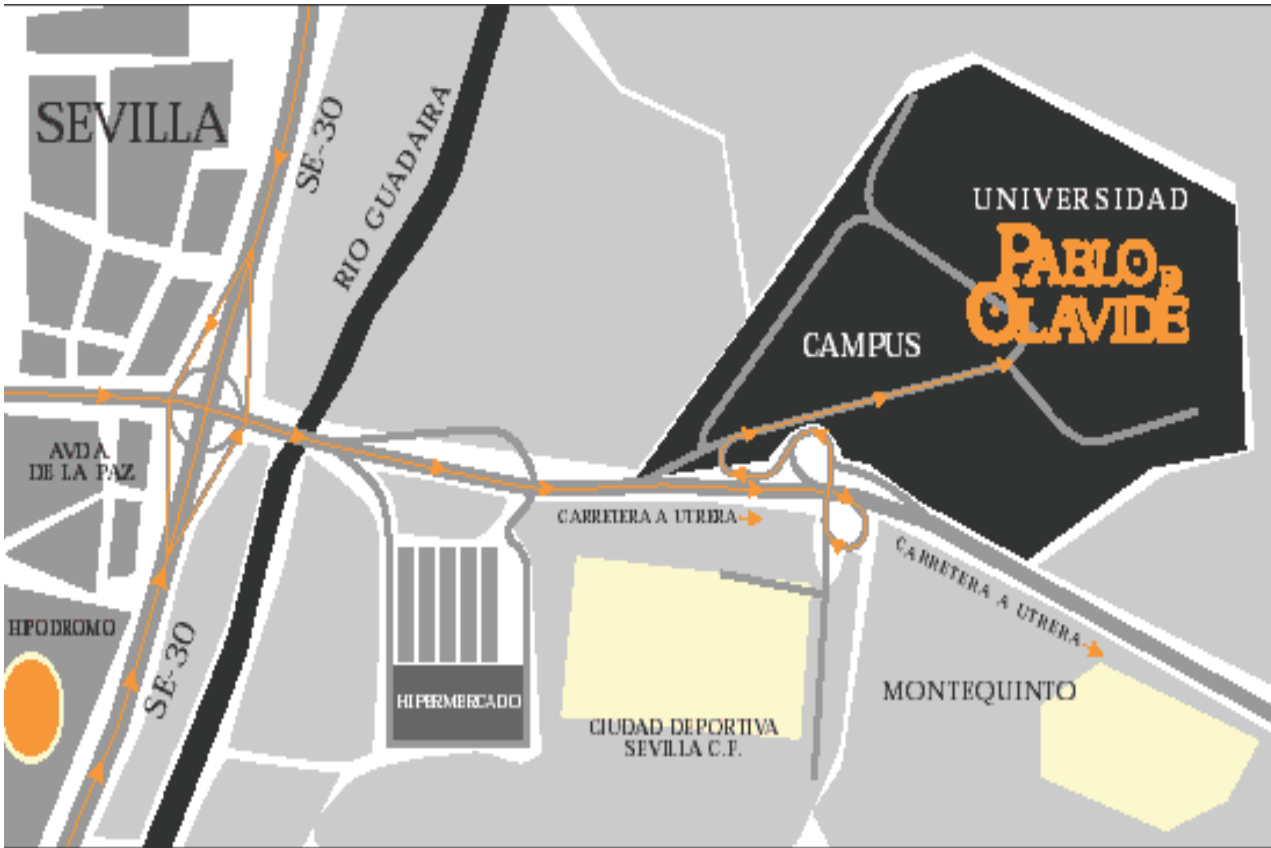 SEVILLA
SE-30
RIO GUADAIRA
UNIVERSIDAD
PABLO D
OLAVIDE
CAMPUS
AVDA.
DE LA PAZ
CARRETERA A UTRERA
CARRETERA A UTRERA
HIPODROMO
SE-30
HIPERMERCADO
MONTEQUINTO
CIUDAD DEPORTIVA
SEVILLA C.F.